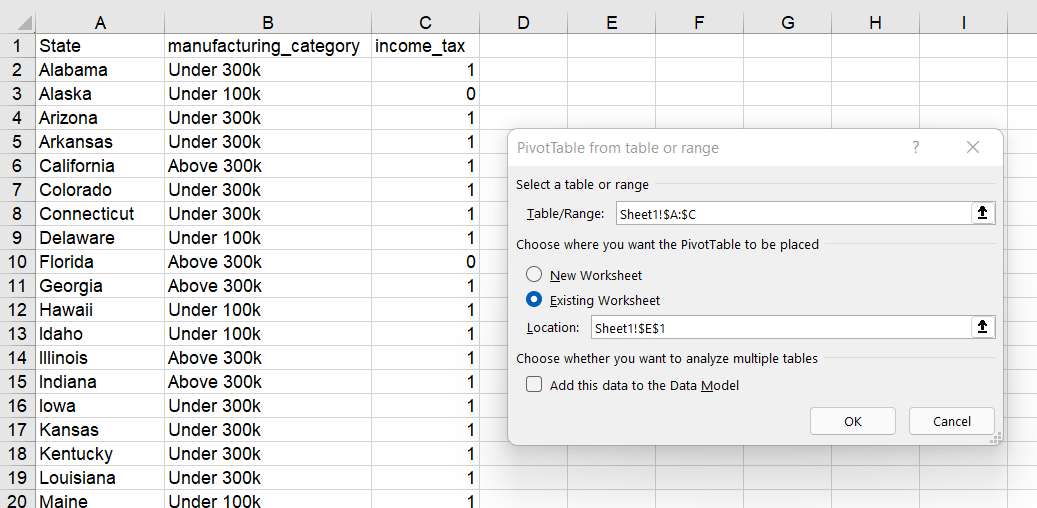 A B C D E F G H I
1 State manufacturing_category income_tax
2 Alabama Under 300k 1
3 Alaska Under 100k 0
4 Arizona Under 300k 1
5 Arkansas Under 300k 1
6 California Above 300k 1
7 Colorado Under 300k 1
8 Connecticut Under 300k 1
9 Delaware Under 100k 1
10 Florida Above 300k 0
11 Georgia Above 300k 1
12 Hawaii Under 100k 1
13 Idaho Under 100k 1
14 Illinois Above 300k 1
15 Indiana Above 300k 1
16 Iowa Under 300k 1
17 Kansas Under 300k 1
18 Kentucky Under 300k 1
19 Louisiana Under 300k 1
20 Maine Under 100k 1
PivotTable from table or range ?
Select a table or range
Table/Range: Sheet1!$A:$C
Choose where you want the PivotTable to be placed
New Worksheet
Existing Worksheet
Location: Sheet1!$E$1
Choose whether you want to analyze multiple tables
Add this data to the Data Model
OK Cancel